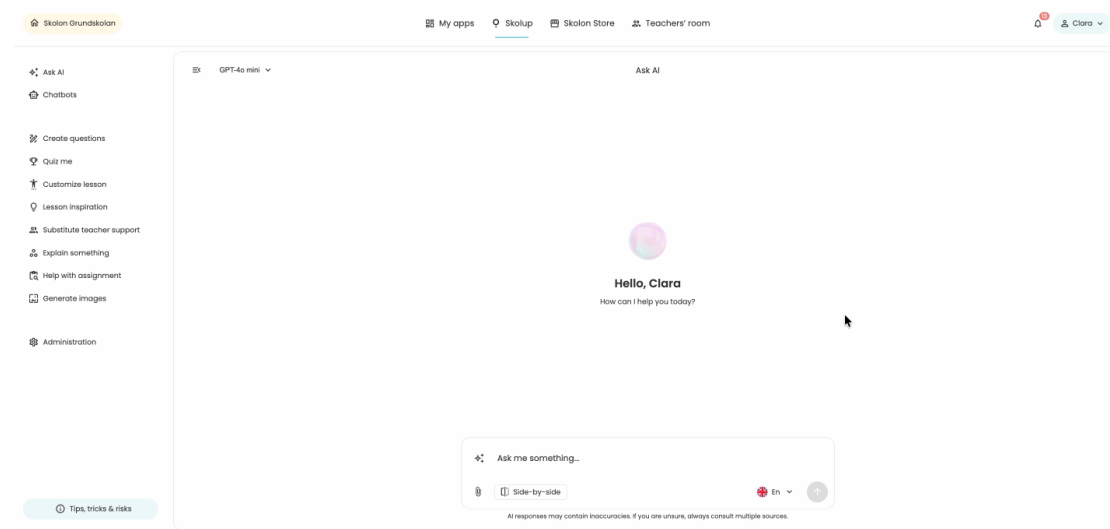 Skolon Grundskolan
My apps
Skolup
Skolon Store
Teachers' room
13
Clara
Ask AI
Chatbots
Create questions
Quiz me
Customize lesson
Lesson inspiration
Substitute teacher support
Explain something
Help with assignment
Generate images
Administration
Tips, tricks & risks
GPT-4o mini
Ask AI
Hello, Clara
How can I help you today?
Ask me something...
Side-by-side
En
AI responses may contain inaccuracies. If you are unsure, always consult multiple sources.